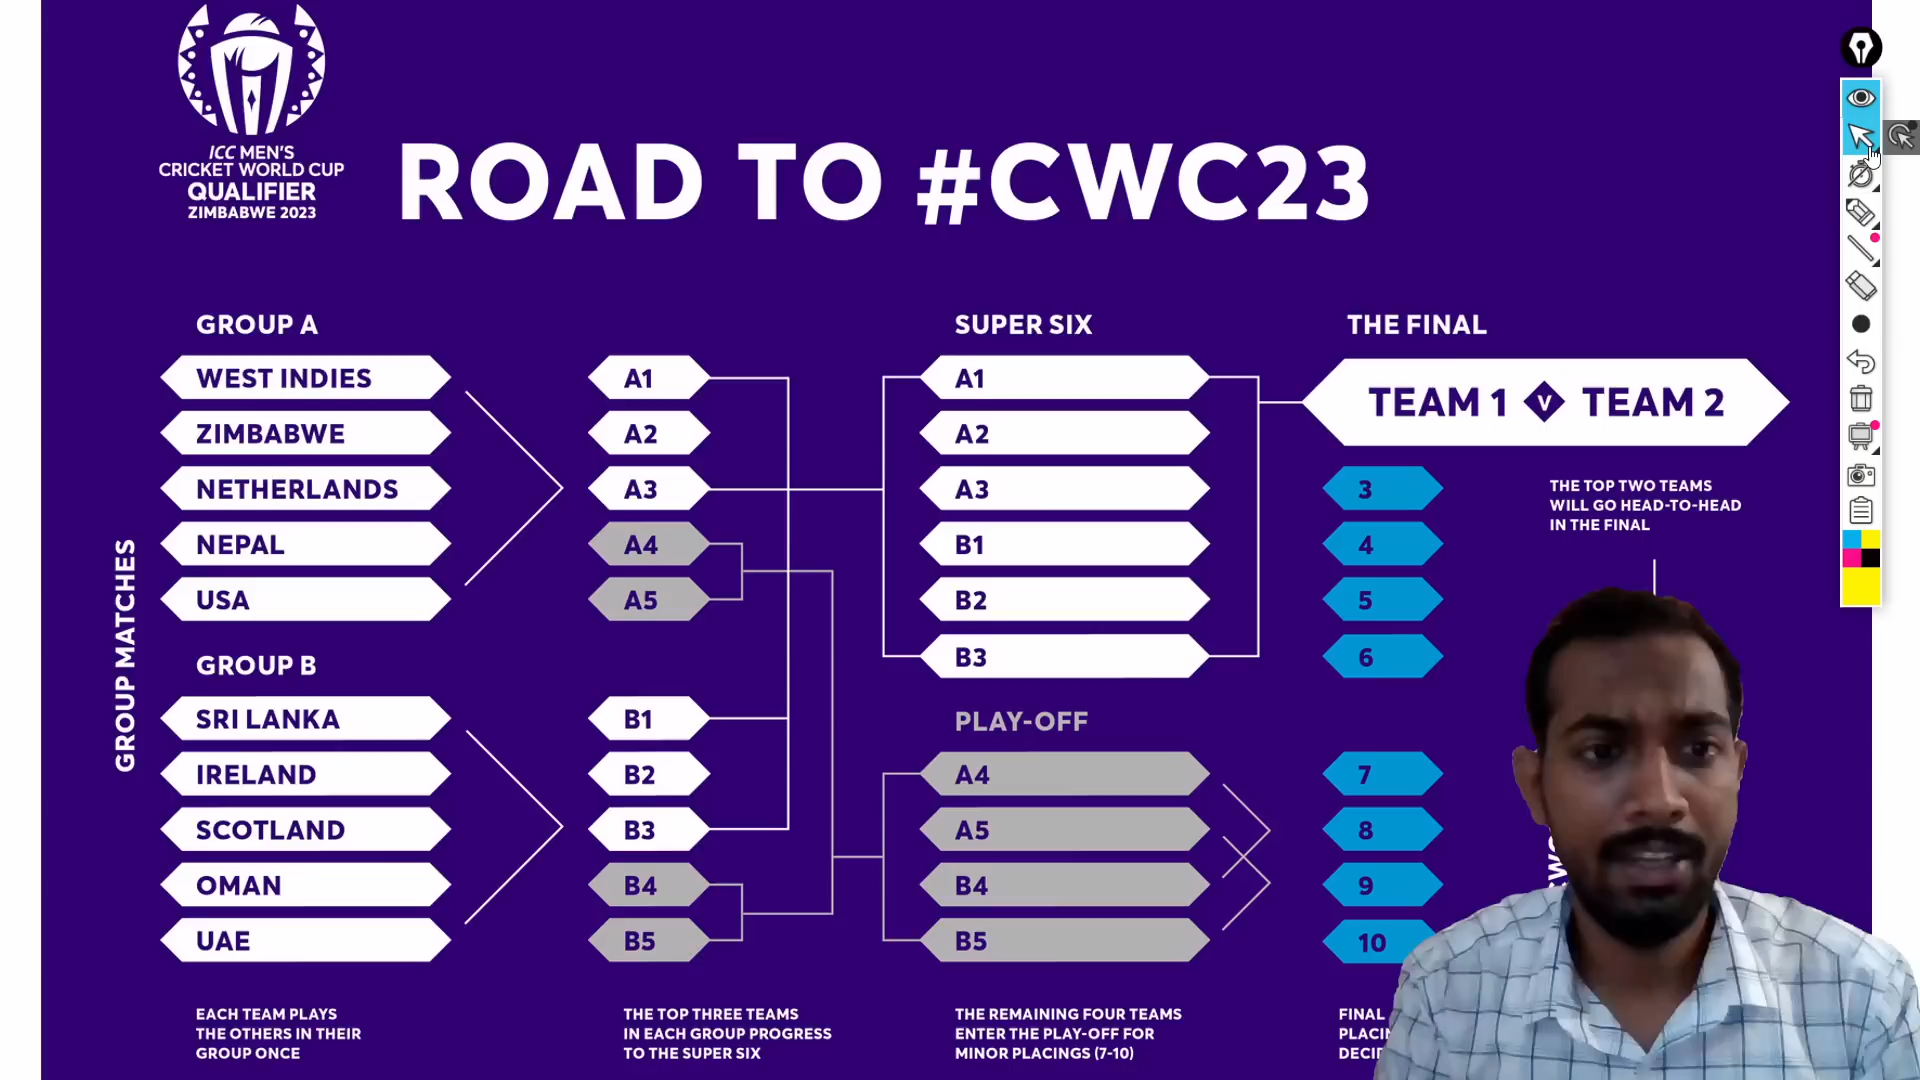 ICC MEN'S
CRICKET WORLD CUP
QUALIFIER
ZIMBABWE 2023
ROAD TO #CWC23
GROUP MATCHES
GROUP A
WEST INDIES
ZIMBABWE
NETHERLANDS
NEPAL
USA
GROUP B
SRI LANKA
IRELAND
SCOTLAND
OMAN
UAE
EACH TEAM PLAYS
THE OTHERS IN THEIR
GROUP ONCE
A1
A2
A3
A4
A5
B1
B2
B3
B4
B5
THE TOP THREE TEAMS
IN EACH GROUP PROGRESS
TO THE SUPER SIX
SUPER SIX
A1
A2
A3
B1
B2
B3
PLAY-OFF
A4
A5
B4
B5
THE REMAINING FOUR TEAMS
ENTER THE PLAY-OFF FOR
MINOR PLACINGS (7-10)
THE FINAL
TEAM 1 V TEAM 2
3
4
5
6
7
8
9
10
THE TOP TWO TEAMS
WILL GO HEAD-TO-HEAD
IN THE FINAL
FINAL